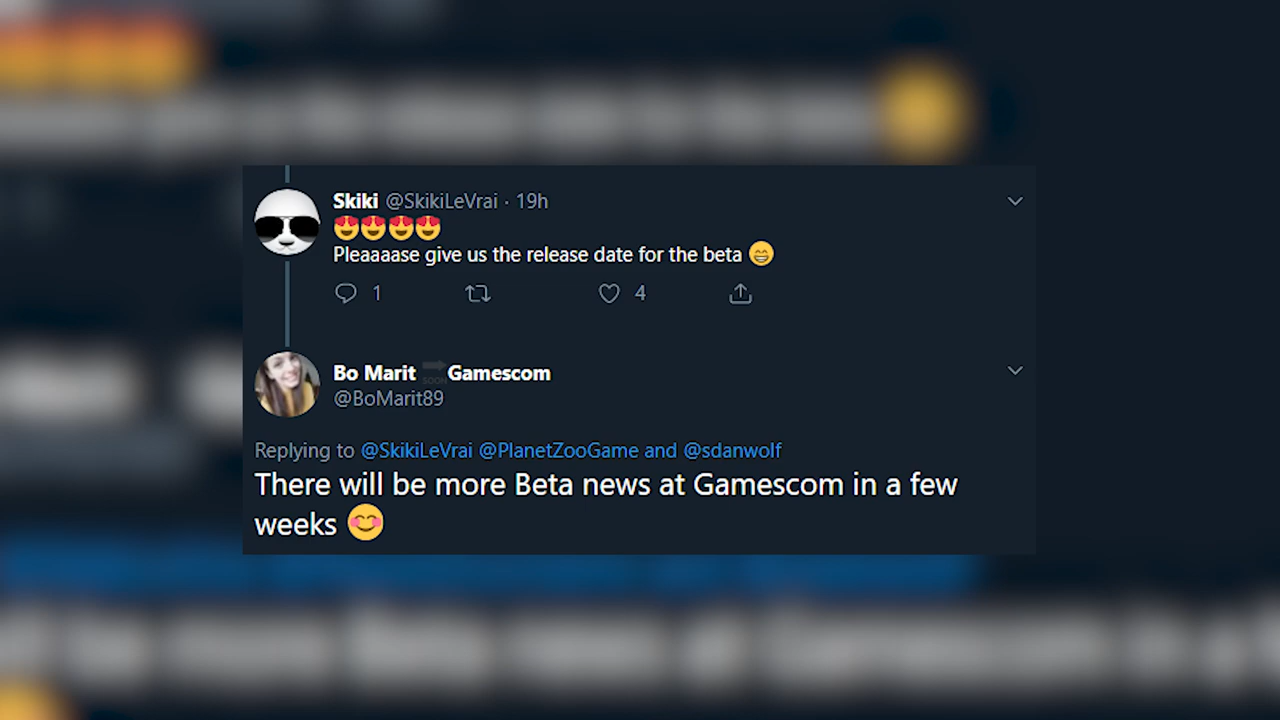 Skiki @SkikiLeVrai · 19h
😍😍😍😍
Pleaaaase give us the release date for the beta 😁
1 4
Bo Marit 🔜 Gamescom
@BoMarit89
Replying to @SkikiLeVrai @PlanetZooGame and @sdanwolf
There will be more Beta news at Gamescom in a few
weeks 😊